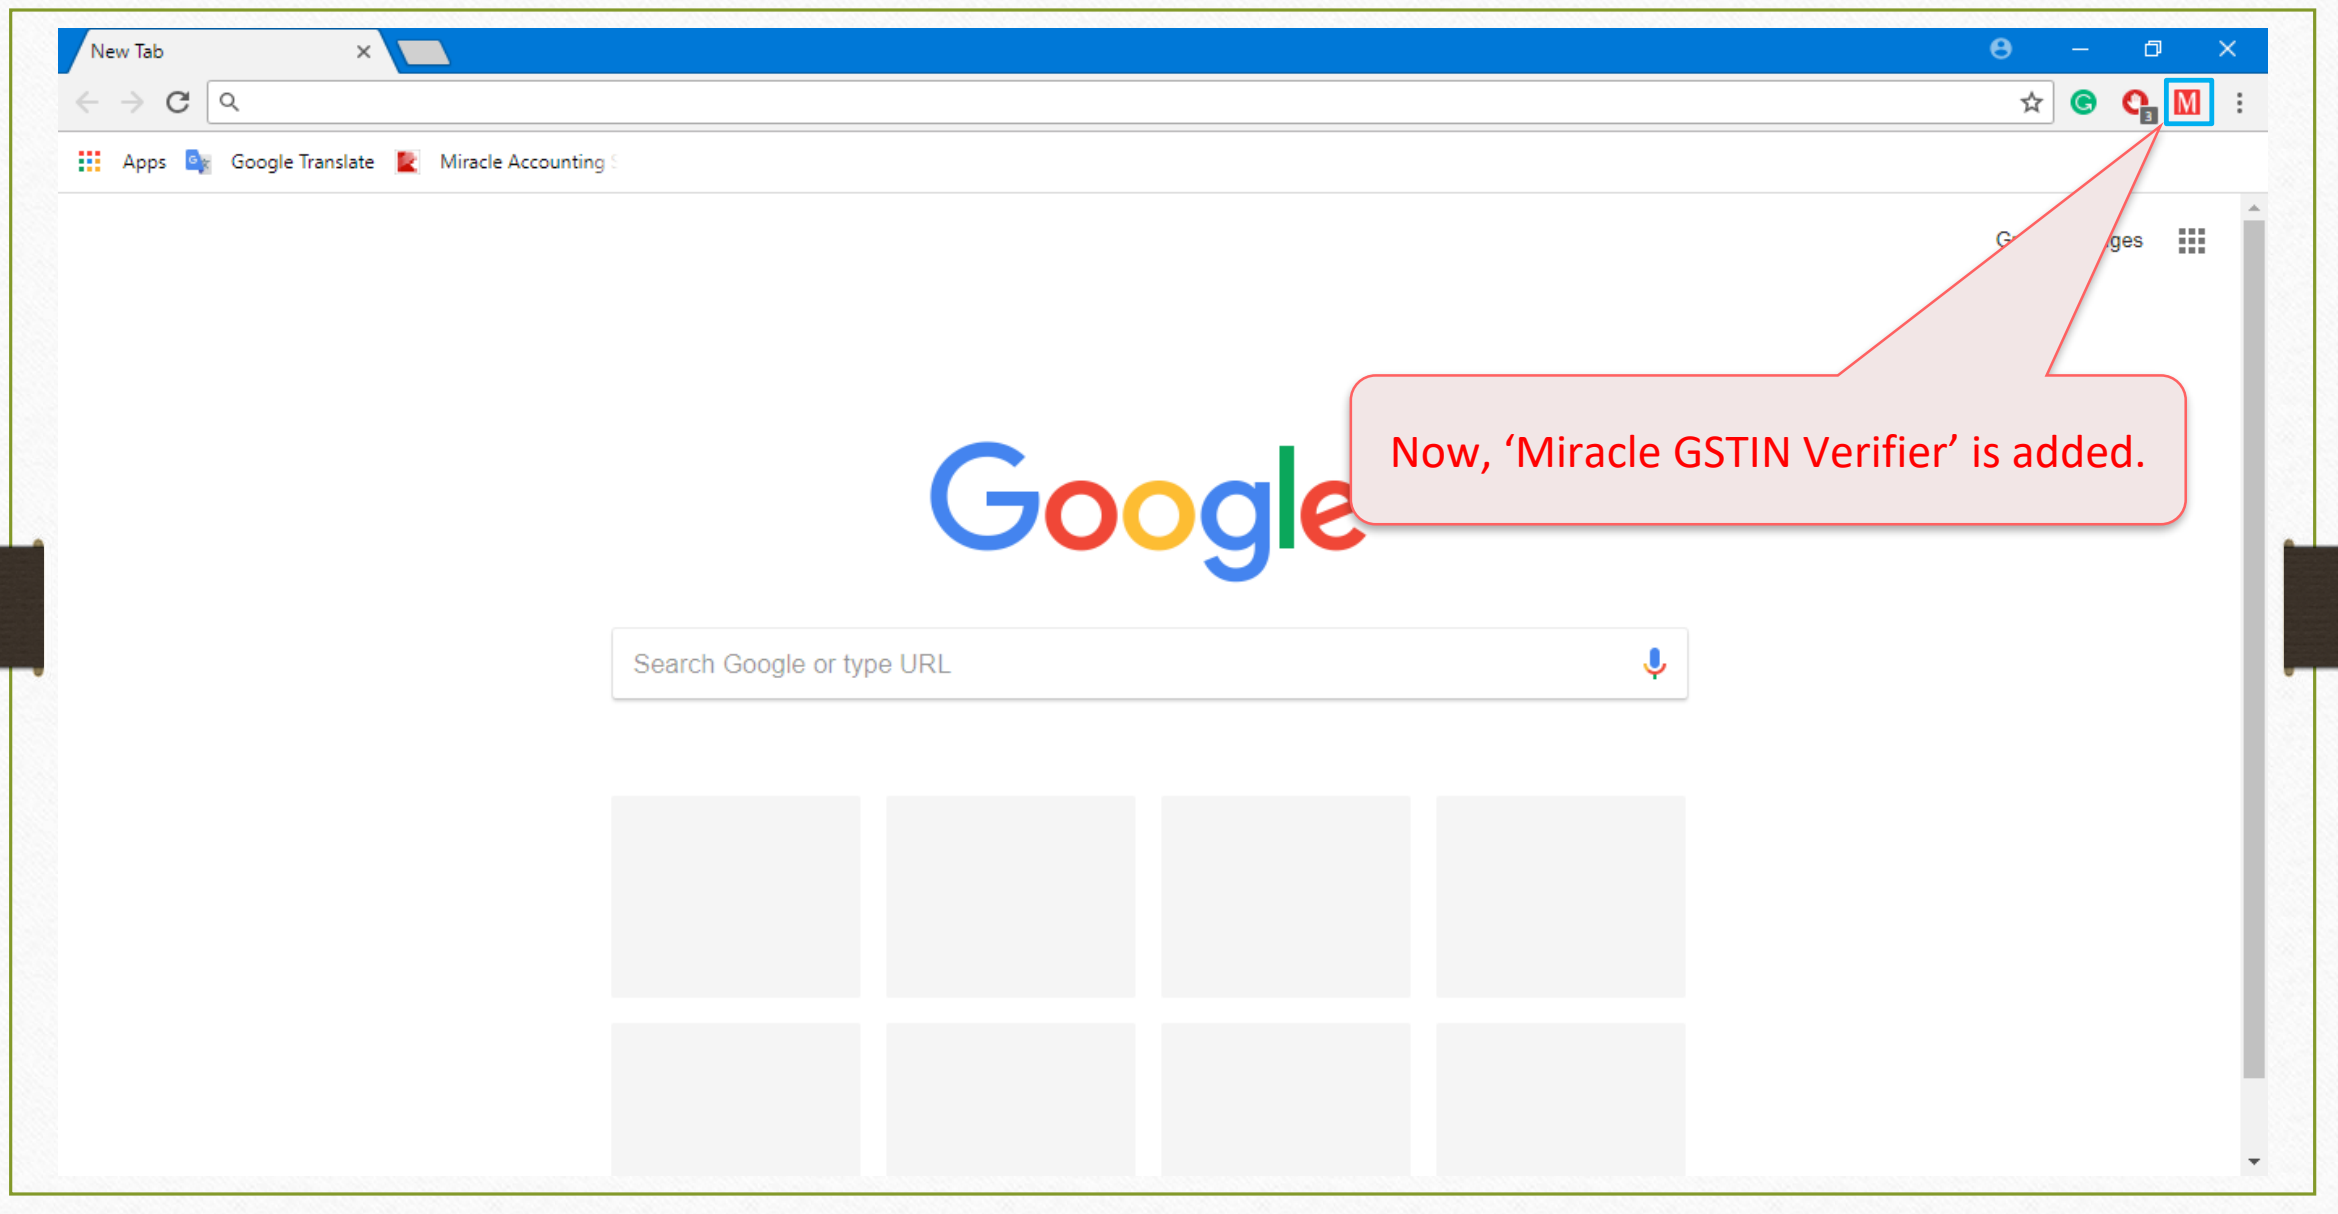 New Tab
Apps Google Translate Miracle Accounting
3
M
Now, ‘Miracle GSTIN Verifier’ is added.
Google
Search Google or type URL